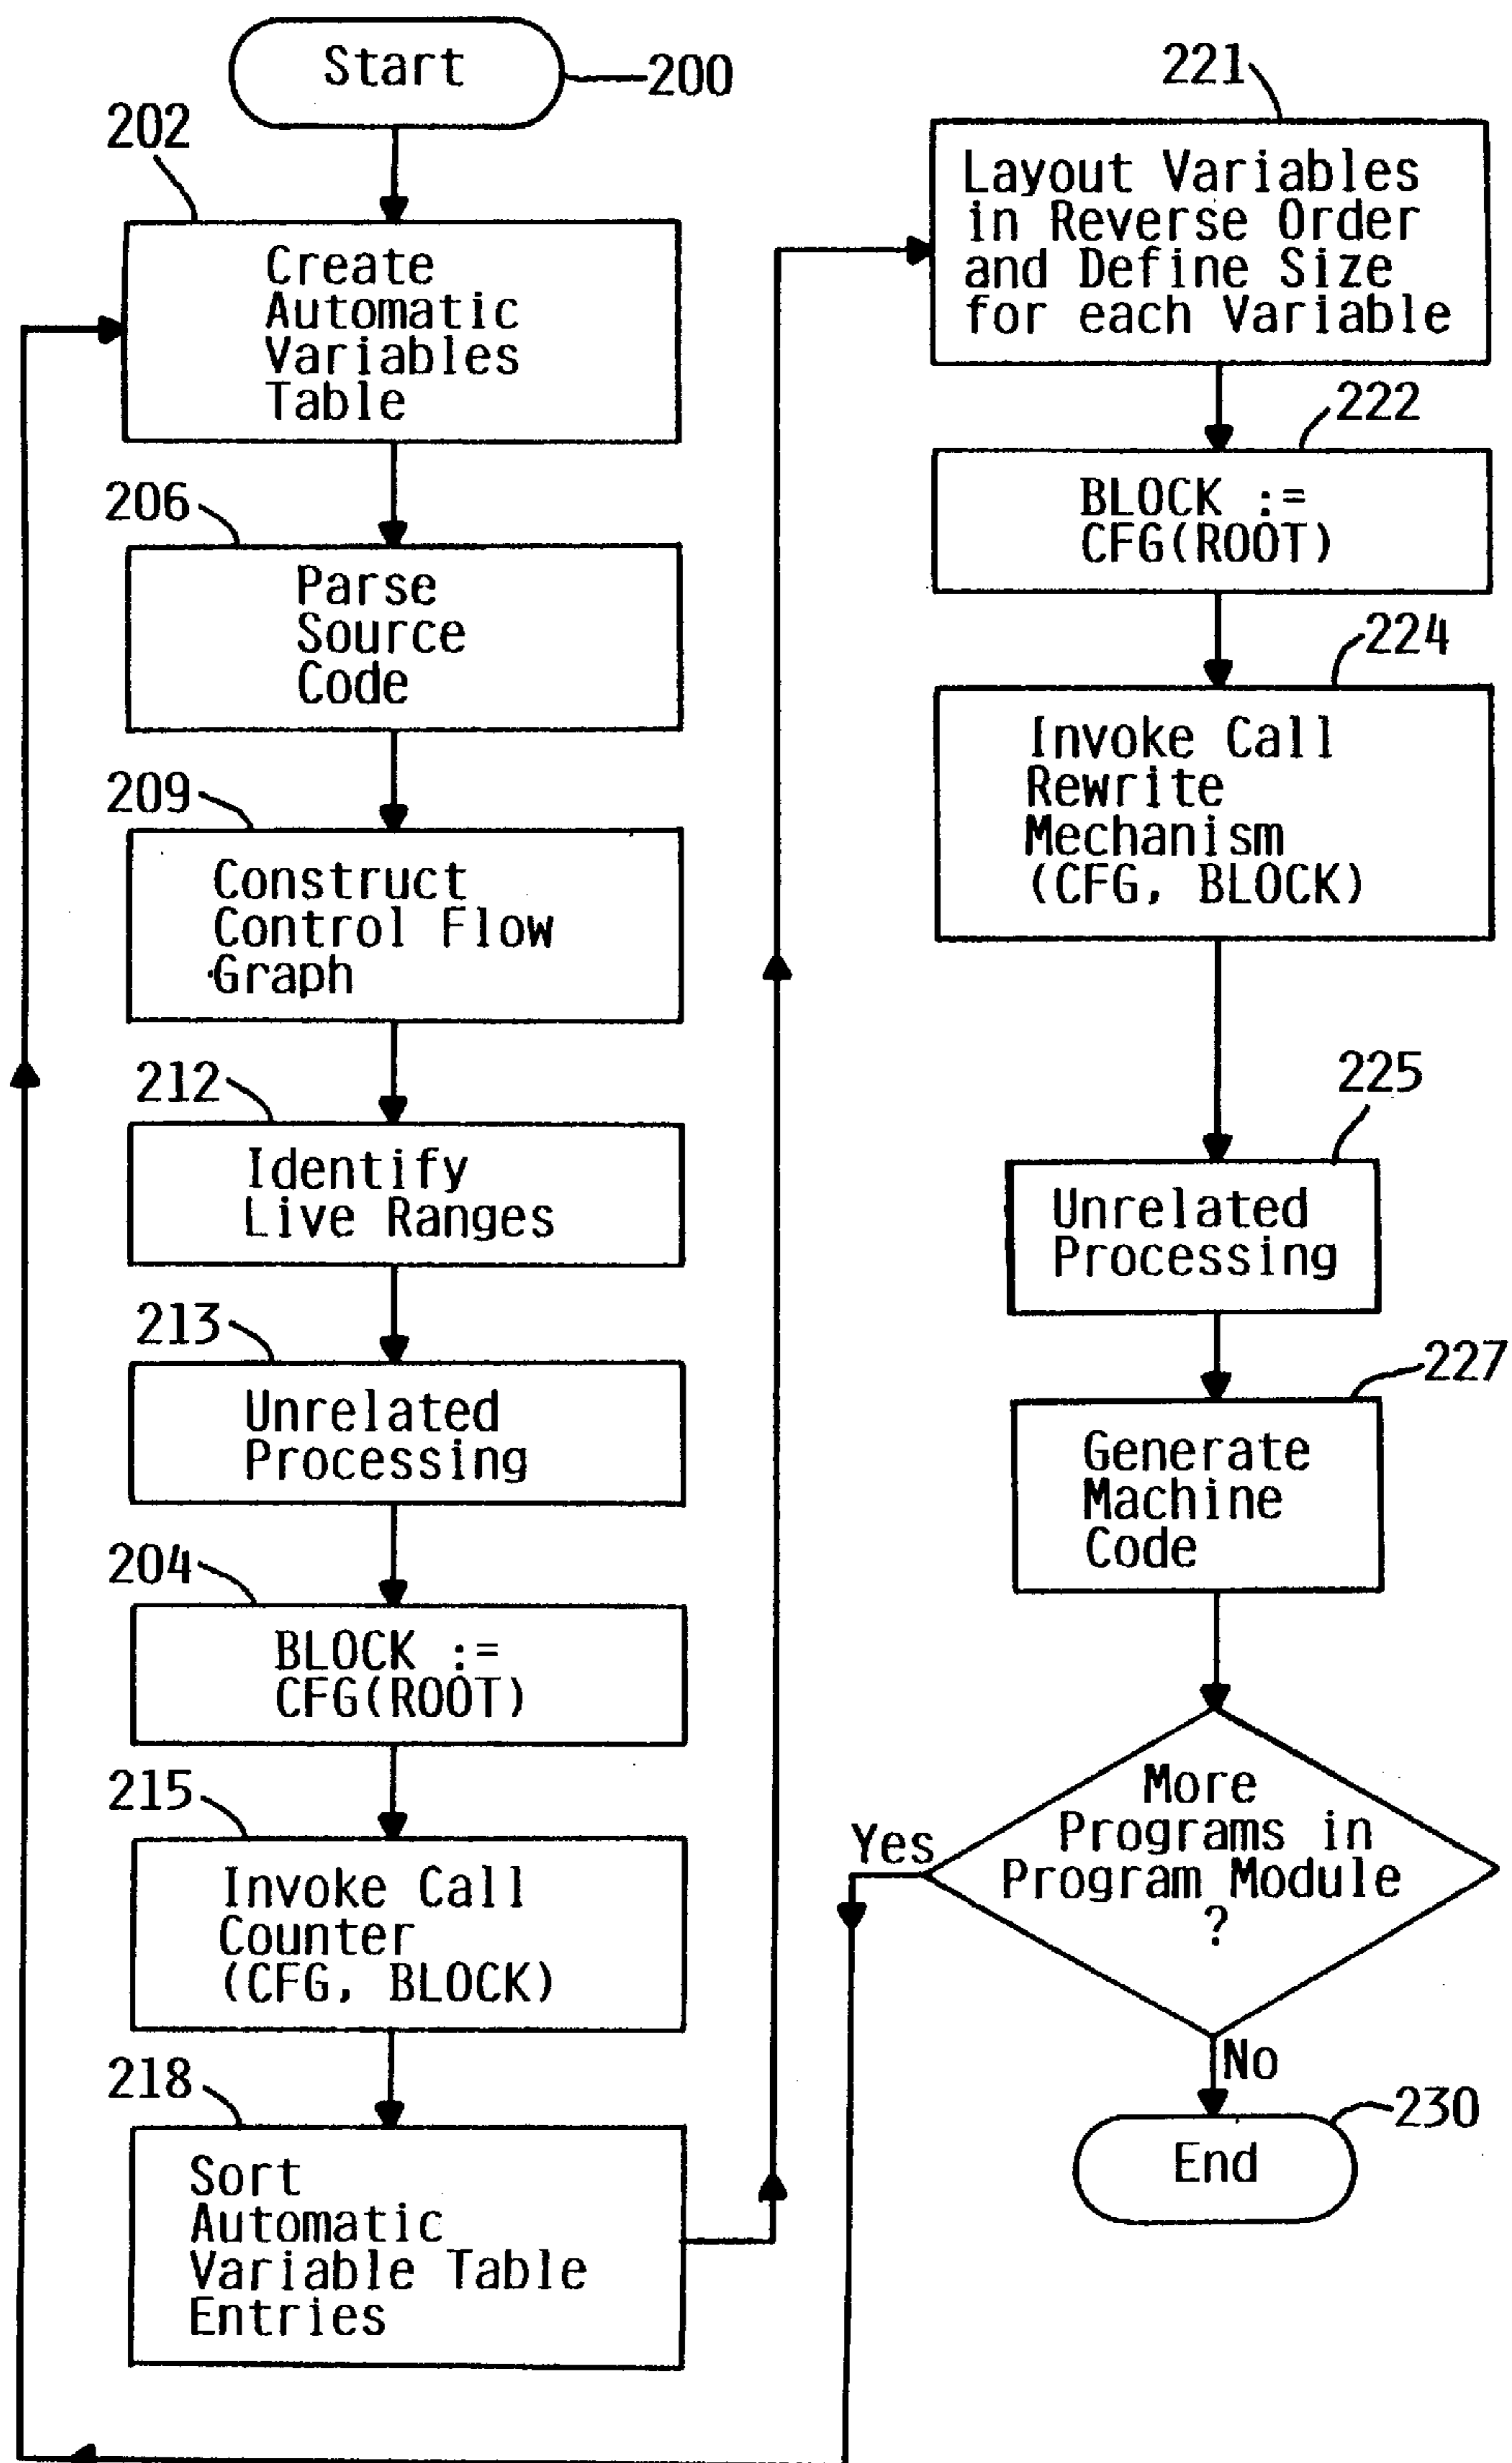 Start
200
202
Create
Automatic
Variables
Table
206
Parse
Source
Code
209
Construct
Control Flow
Graph
212
Identify
Live Ranges
213
Unrelated
Processing
204
BLOCK :=
CFG(ROOT)
215
Invoke Call
Counter
(CFG, BLOCK)
218
Sort
Automatic
Variable Table
Entries
221
Layout Variables
in Reverse Order
and Define Size
for each Variable
222
BLOCK :=
CFG(ROOT)
224
Invoke Call
Rewrite
Mechanism
(CFG, BLOCK)
225
Unrelated
Processing
227
Generate
Machine
Code
More
Programs in
Program Module
?
Yes
No
230
End